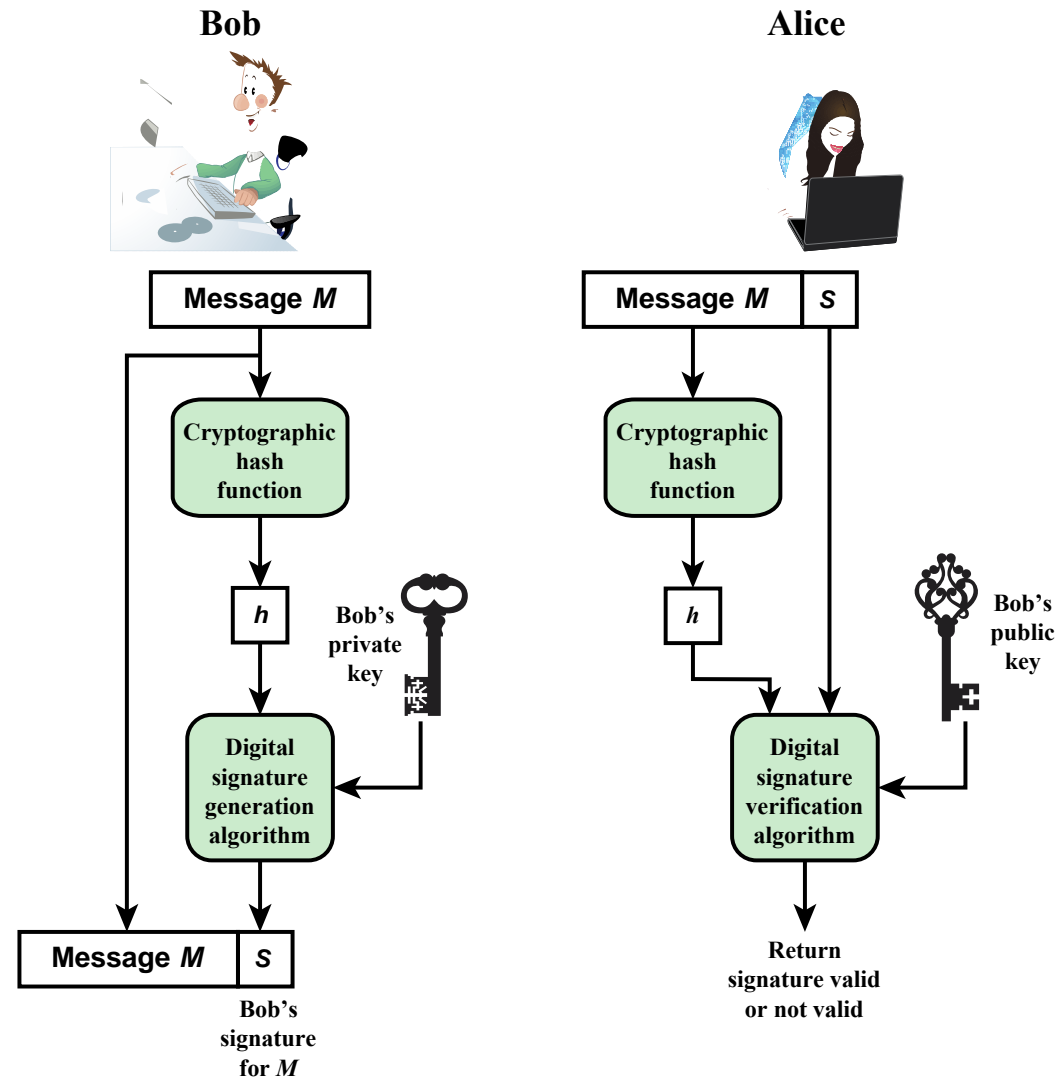 Bob
Message M
Cryptographic
hash
function
h
Bob’s
private
key
Digital
signature
generation
algorithm
Message M
S
Bob’s
signature
for M
Alice
Message M
S
Cryptographic
hash
function
h
Bob’s
public
key
Digital
signature
verification
algorithm
Return
signature valid
or not valid